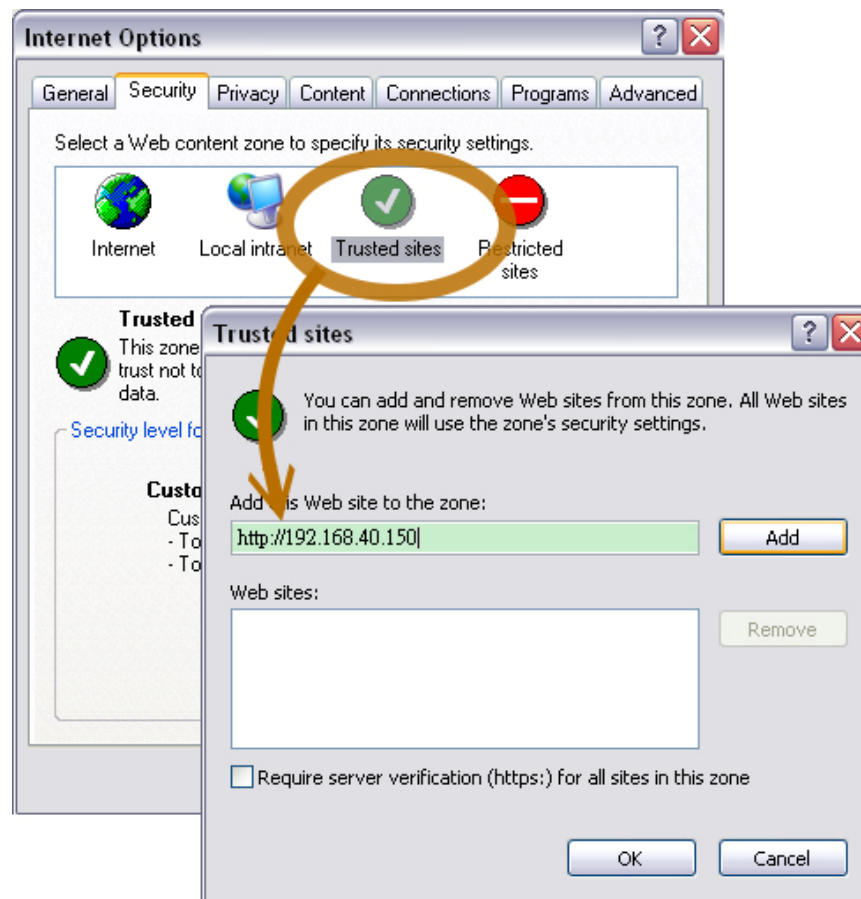 Internet Options
General Security Privacy Content Connections Programs Advanced
Select a Web content zone to specify its security settings.
Internet
Local intranet
Trusted sites
Restricted
sites
Trusted
This zone
trust not to
data.
Security level fo
Custo
Cus
- To
- To
Trusted sites
You can add and remove Web sites from this zone. All Web sites
in this zone will use the zone's security settings.
Add this Web site to the zone:
http://192.168.40.150
Add
Web sites:
Remove
Require server verification (https:) for all sites in this zone
OK
Cancel